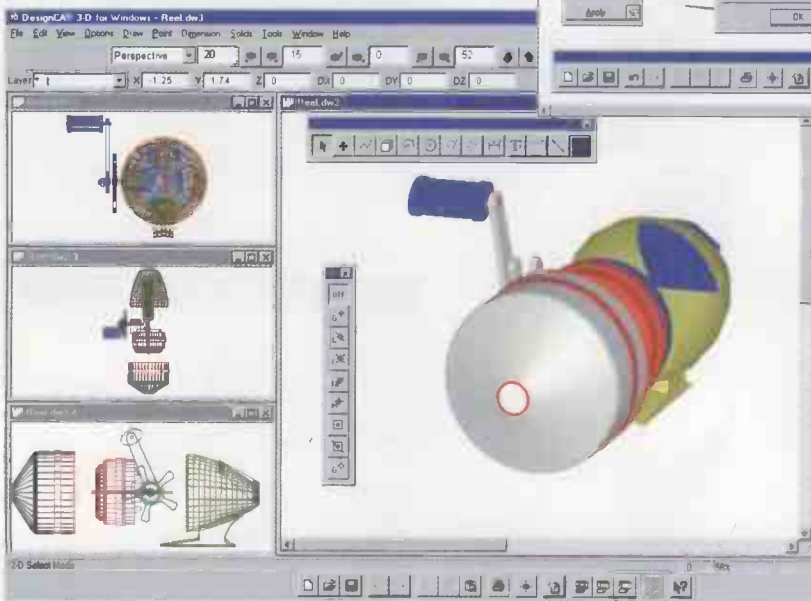 DesignCAD 3-D for Windows - Reel.dw3
File Edit View Options Draw Point Dimension Solids Tools Window Help
Perspective 20 15 0 52
Layer X -1.25 Y 1.74 Z 0 DX 0 DY 0 DZ 0
Apply
OK
Reel.dw3
off
2-D Select Mode